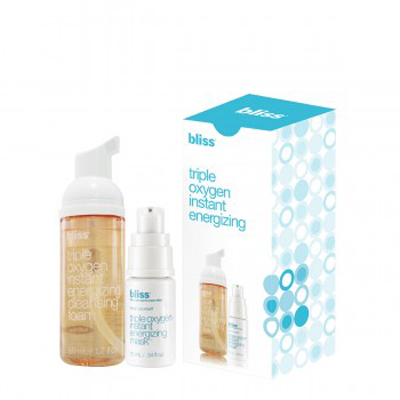 bliss
triple
oxygen
instant
energizing
cleansing
foam
bliss
triple oxygen
instant
energizing
mask
bliss
triple
oxygen
instant
energizing